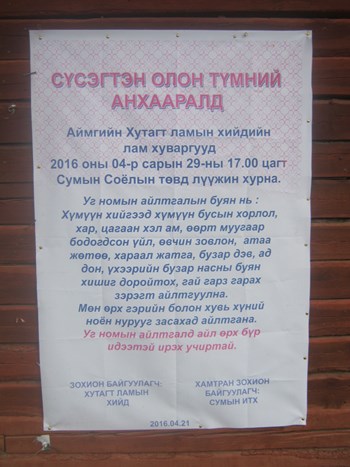 СҮСЭГТЭН ОЛОН ТҮМНИЙ
АНХААРАЛД
Аймгийн Хутагт ламын хийдийн
лам хуваргууд
2016 оны 04-р сарын 29-ны 17.00 цагт
Сумын Соёлын төвд лүүжин хурна.
Уг номын айлтгалын буян нь :
Хүмүүн хийгээд хүмүүн бусын хорлол,
хар, цагаан хэл ам, өөрт муугаар
бодогдсон үйл, өвчин зовлон, атаа
жөтөө, хараал жатга, бузар дэв, ад
дон, үхээрийн бузар насны буян
хишиг доройтох, гай гарз гарах
зэрэгт айлтгуулна.
Мөн өрх гэрийн болон хувь хүний
ноён нурууг засахад айлтгана.
Уг номын айлтгалд айл өрх бүр
идээтэй ирэх учиртай.
ЗОХИОН БАЙГУУЛАГЧ:
ХУТАГТ ЛАМЫН
ХИЙД
ХАМТРАН ЗОХИОН
БАЙГУУЛАГЧ:
СУМЫН ИТХ
2016.04.21